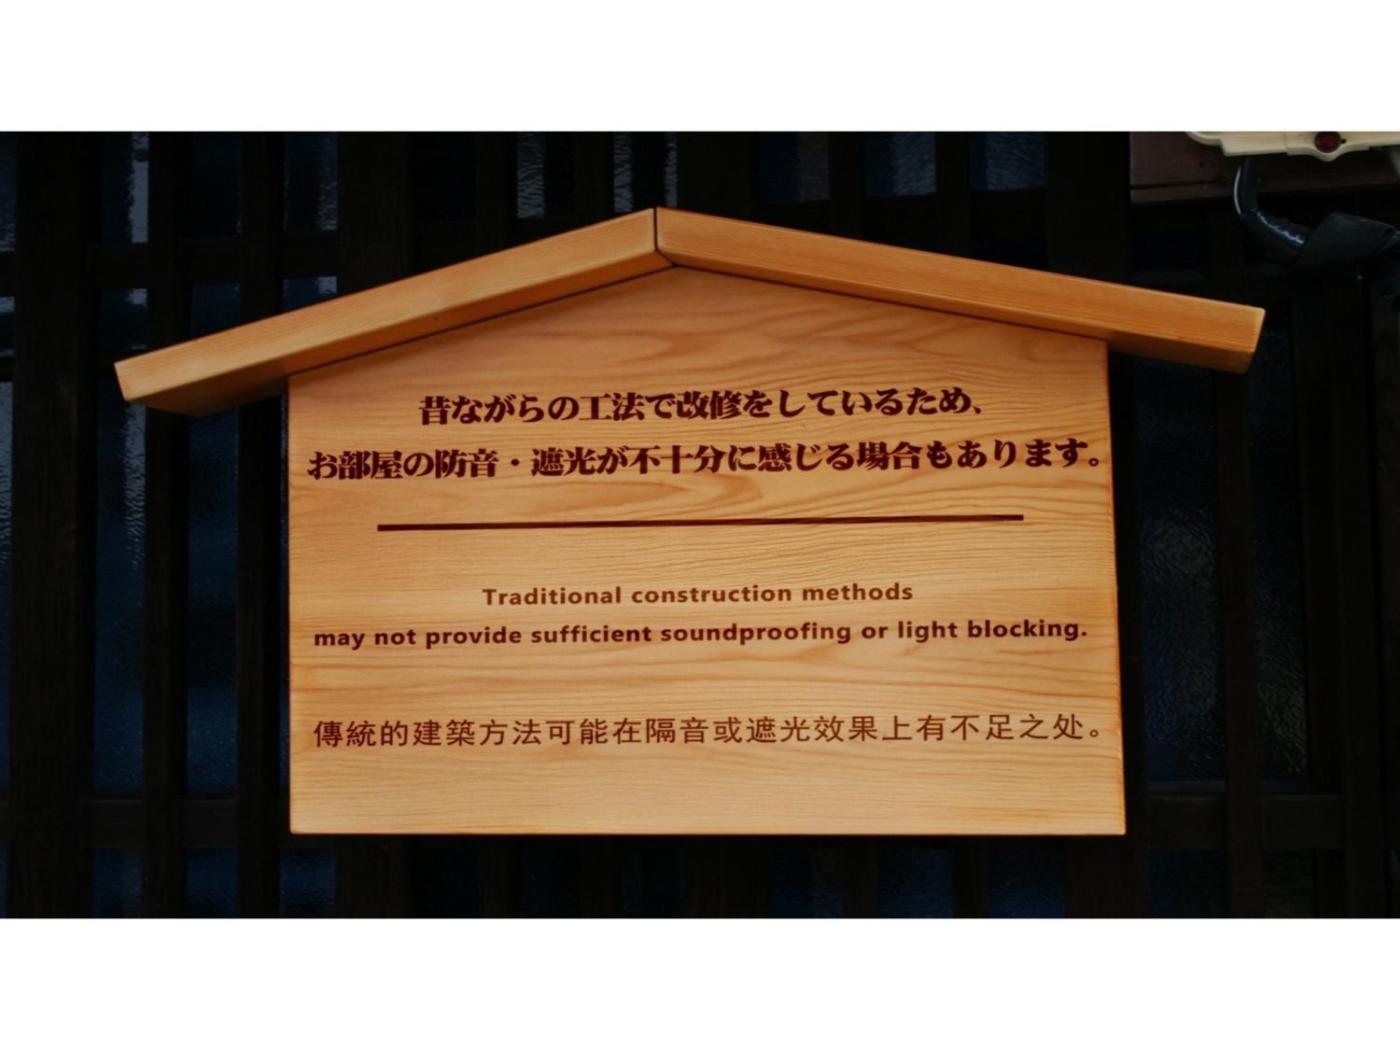 昔ながらの工法で改修をしているため、
お部屋の防音・遮光が不十分に感じる場合もあります。
Traditional construction methods
may not provide sufficient soundproofing or light blocking.
傳統的建築方法可能在隔音或遮光效果上有不足之处。